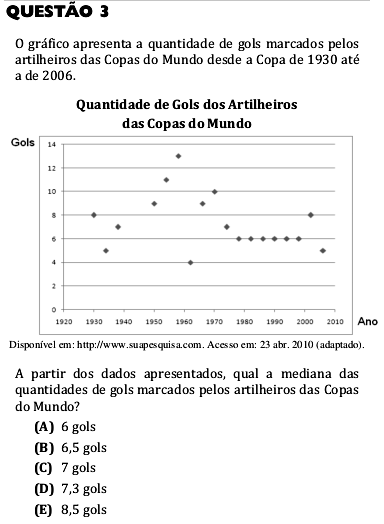 QUESTÃO 3
O gráfico apresenta a quantidade de gols marcados pelos
artilheiros das Copas do Mundo desde a Copa de 1930 até
a de 2006.
Quantidade de Gols dos Artilheiros
das Copas do Mundo
Gols
14
12
10
8
6
4
2
0
1920 1930 1940 1950 1960 1970 1980 1990 2000 2010
Ano
Disponível em: http://www.suapesquisa.com. Acesso em: 23 abr. 2010 (adaptado).
A partir dos dados apresentados, qual a mediana das
quantidades de gols marcados pelos artilheiros das Copas
do Mundo?
(A) 6 gols
(B) 6,5 gols
(C) 7 gols
(D) 7,3 gols
(E) 8,5 gols